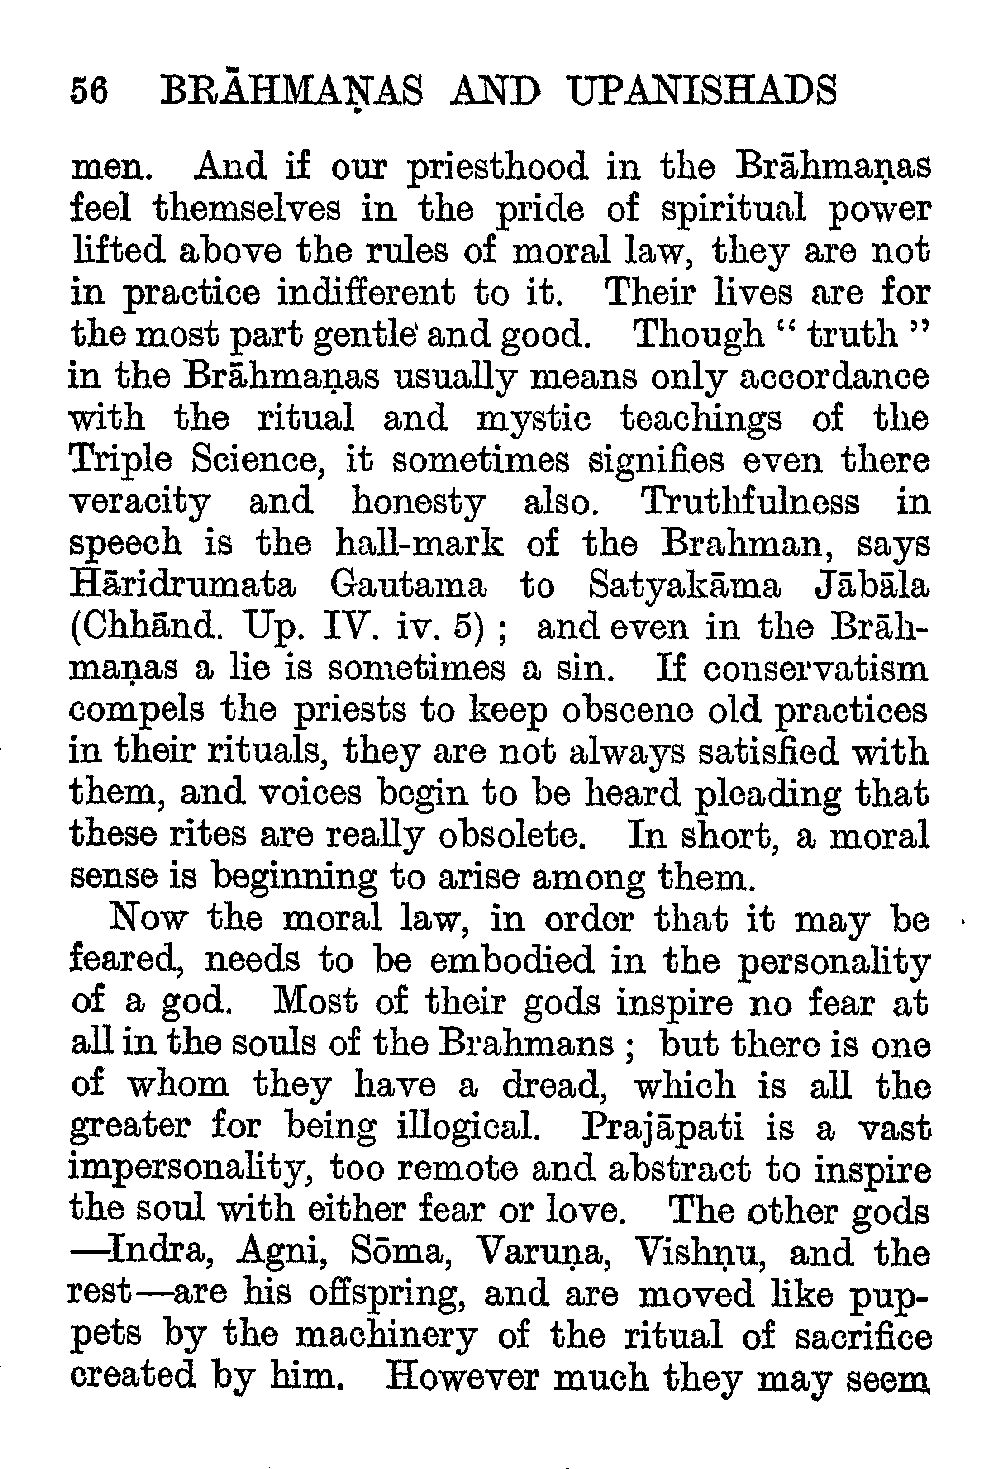 56 BRĀHMAṆAS AND UPANISHADS
men. And if our priesthood in the Brāhmaṇas
feel themselves in the pride of spiritual power
lifted above the rules of moral law, they are not
in practice indifferent to it. Their lives are for
the most part gentle and good. Though “ truth ”
in the Brāhmaṇas usually means only accordance
with the ritual and mystic teachings of the
Triple Science, it sometimes signifies even there
veracity and honesty also. Truthfulness in
speech is the hall-mark of the Brahman, says
Hāridrumata Gautama to Satyakāma Jābāla
(Chhānd. Up. IV. iv. 5) ; and even in the Brāh-
maṇas a lie is sometimes a sin. If conservatism
compels the priests to keep obscene old practices
in their rituals, they are not always satisfied with
them, and voices begin to be heard pleading that
these rites are really obsolete. In short, a moral
sense is beginning to arise among them.
Now the moral law, in order that it may be
feared, needs to be embodied in the personality
of a god. Most of their gods inspire no fear at
all in the souls of the Brahmans ; but there is one
of whom they have a dread, which is all the
greater for being illogical. Prajāpati is a vast
impersonality, too remote and abstract to inspire
the soul with either fear or love. The other gods
—Indra, Agni, Sōma, Varuṇa, Vishṇu, and the
rest—are his offspring, and are moved like pup-
pets by the machinery of the ritual of sacrifice
created by him. However much they may seem